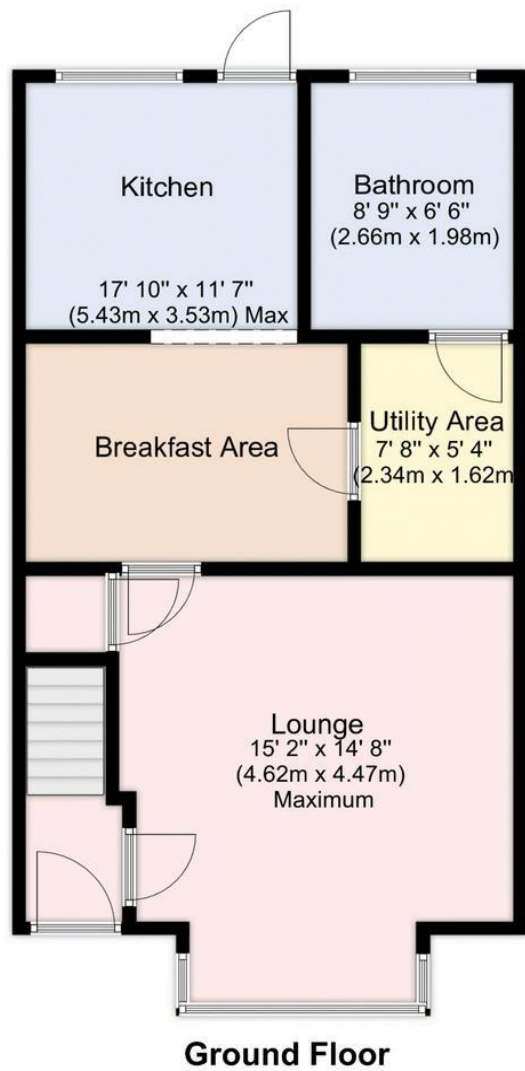 Kitchen
17' 10" x 11' 7"
(5.43m x 3.53m) Max
Bathroom
8' 9" x 6' 6"
(2.66m x 1.98m)
Breakfast Area
Utility Area
7' 8" x 5' 4"
(2.34m x 1.62m
Lounge
15' 2" x 14' 8"
(4.62m x 4.47m)
Maximum
Ground Floor